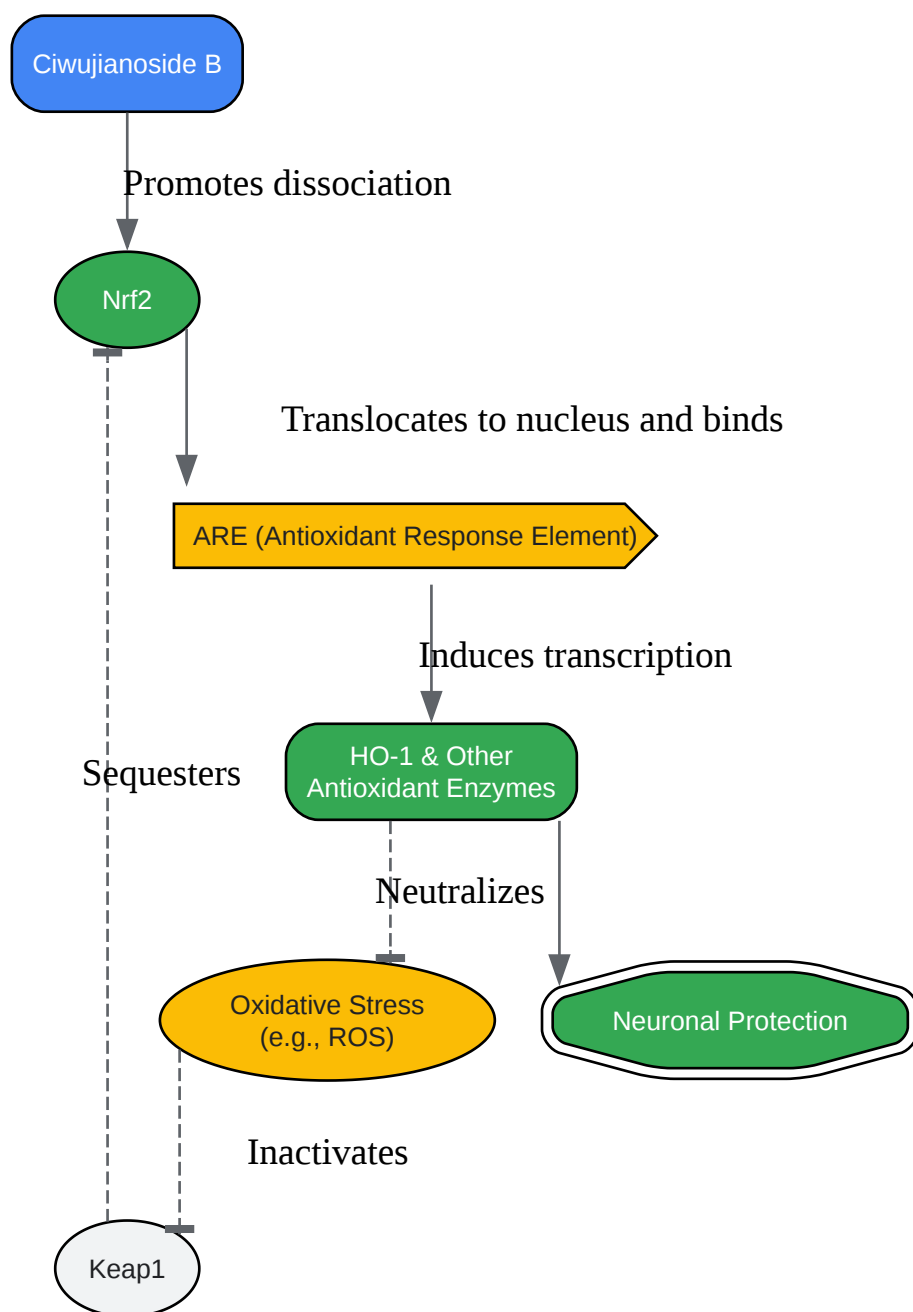 Ciwujianoside B
Promotes dissociation
Nrf2
Translocates to nucleus and binds
ARE (Antioxidant Response Element)
Induces transcription
HO-1 & Other
Antioxidant Enzymes
Sequesters
Neutralizes
Oxidative Stress
(e.g., ROS)
Neuronal Protection
Inactivates
Keap1